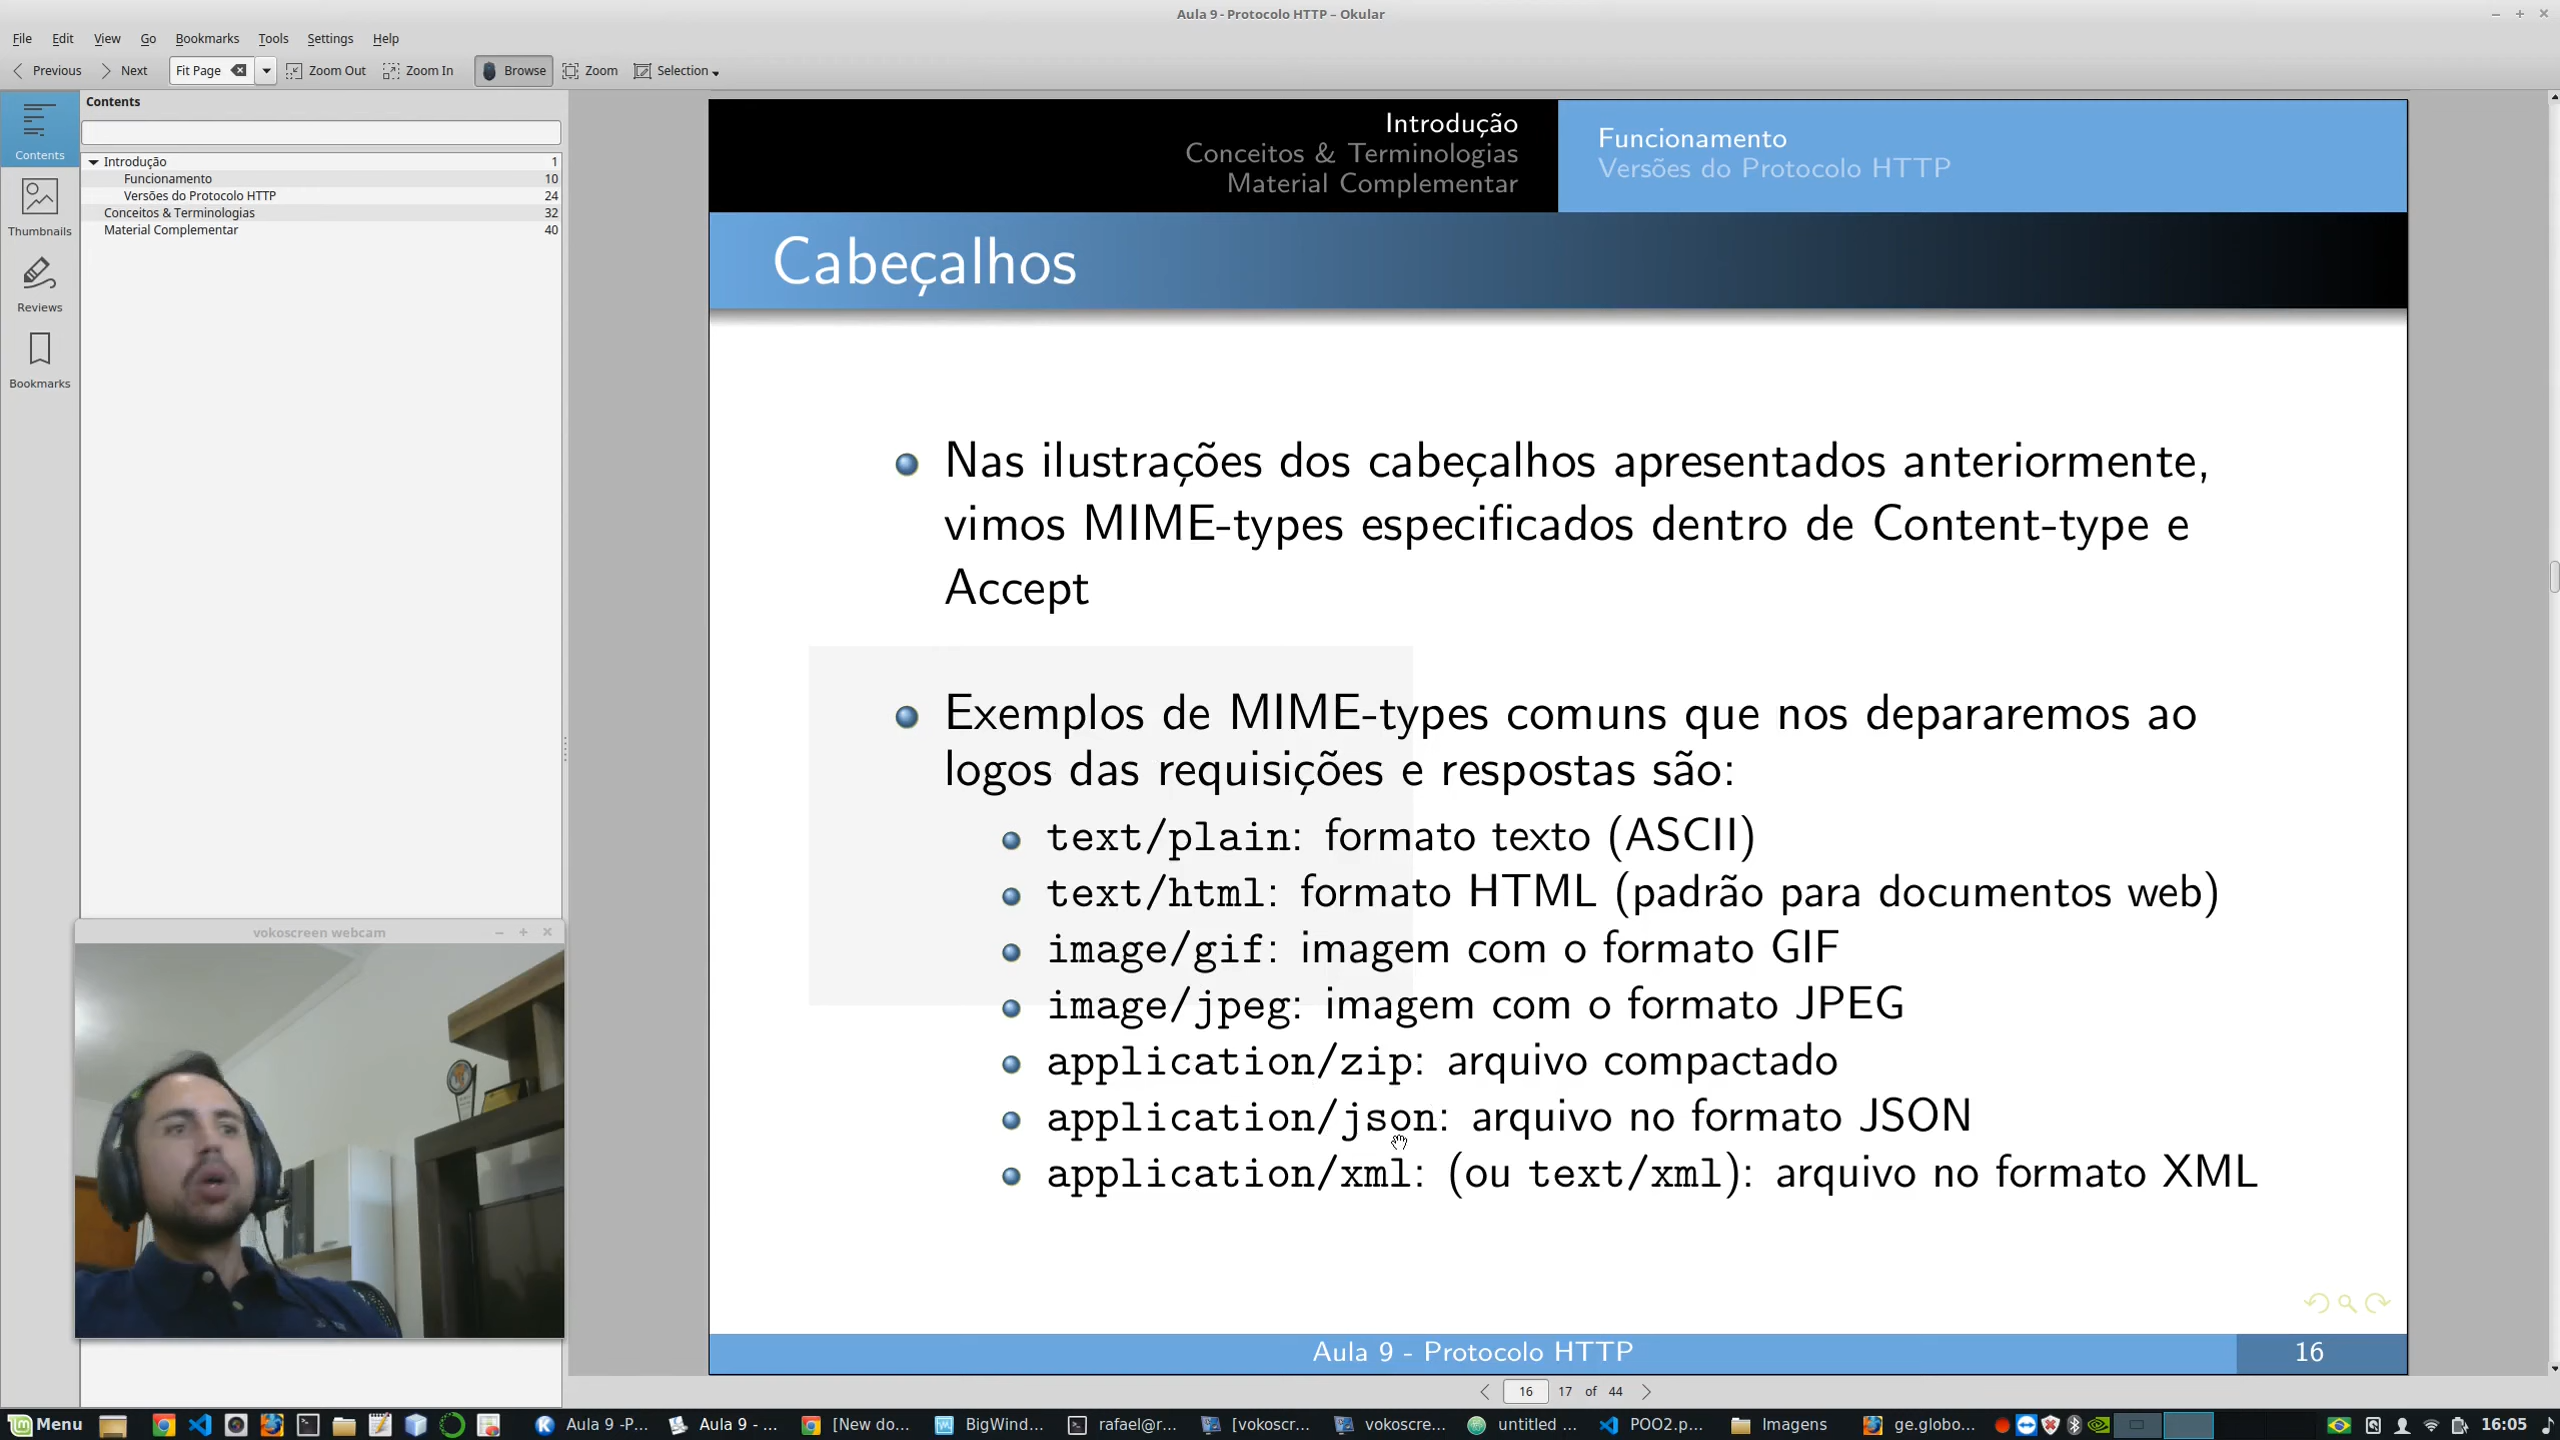 Aula 9 - Protocolo HTTP – Okular
File Edit View Go Bookmarks Tools Settings Help
Previous Next Fit Page Zoom Out Zoom In Browse Zoom Selection
Contents
Contents
Thumbnails
Reviews
Bookmarks
Introdução 1
Funcionamento 10
Versões do Protocolo HTTP 24
Conceitos & Terminologias 32
Material Complementar 40
vokoscreen webcam
Introdução
Conceitos & Terminologias
Material Complementar
Funcionamento
Versões do Protocolo HTTP
Cabeçalhos
Nas ilustrações dos cabeçalhos apresentados anteriormente,
vimos MIME-types especificados dentro de Content-type e
Accept
Exemplos de MIME-types comuns que nos depararemos ao
logos das requisições e respostas são:
text/plain: formato texto (ASCII)
text/html: formato HTML (padrão para documentos web)
image/gif: imagem com o formato GIF
image/jpeg: imagem com o formato JPEG
application/zip: arquivo compactado
application/json: arquivo no formato JSON
application/xml: (ou text/xml): arquivo no formato XML
Aula 9 - Protocolo HTTP 16
16 17 of 44
Menu Aula 9 -P... Aula 9 - ... [New do... BigWind... rafael@r... [vokoscr... vokoscre... untitled ... POO2.p... Imagens ge.globo... 16:05